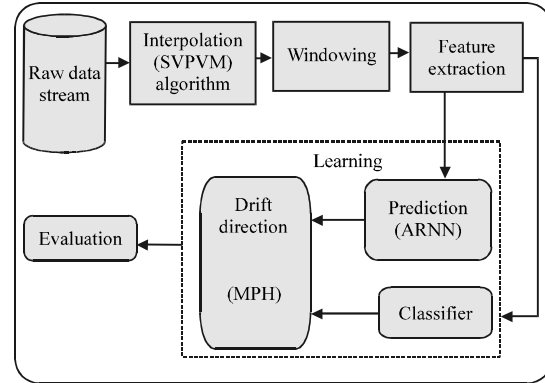 Raw data
stream
Interpolation
(SVPVM)
algorithm
Windowing
Feature
extraction
Learning
Drift
direction
(MPH)
Prediction
(ARNN)
Evaluation
Classifier